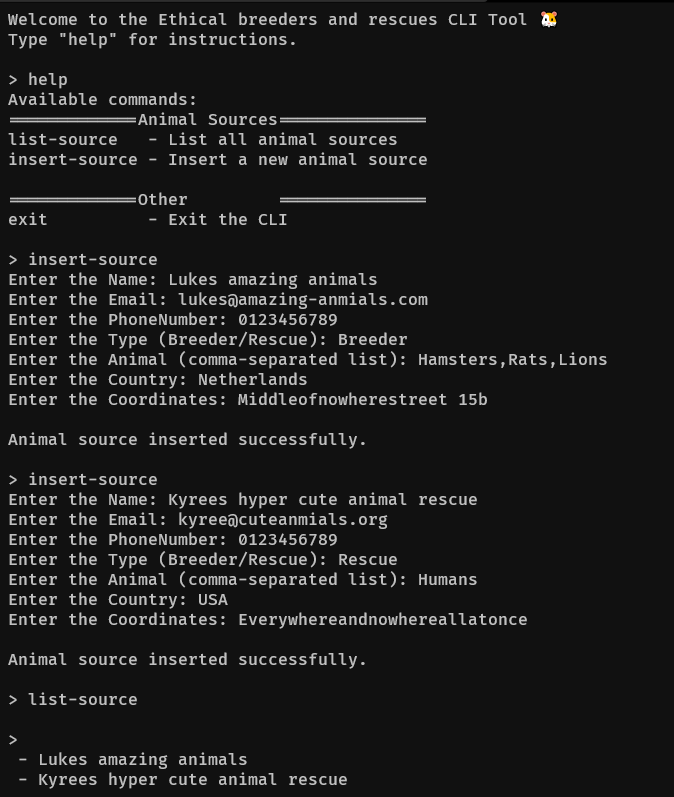 Welcome to the Ethical breeders and rescues CLI Tool 🐹
Type "help" for instructions.
> help
Available commands:
=============Animal Sources===============
list-source   - List all animal sources
insert-source - Insert a new animal source
=============Other         ===============
exit          - Exit the CLI
> insert-source
Enter the Name: Lukes amazing animals
Enter the Email: lukes@amazing-anmials.com
Enter the PhoneNumber: 0123456789
Enter the Type (Breeder/Rescue): Breeder
Enter the Animal (comma-separated list): Hamsters,Rats,Lions
Enter the Country: Netherlands
Enter the Coordinates: Middleofnowherestreet 15b
Animal source inserted successfully.
> insert-source
Enter the Name: Kyrees hyper cute animal rescue
Enter the Email: kyree@cuteanmials.org
Enter the PhoneNumber: 0123456789
Enter the Type (Breeder/Rescue): Rescue
Enter the Animal (comma-separated list): Humans
Enter the Country: USA
Enter the Coordinates: Everywhereandnowhereallatonce
Animal source inserted successfully.
> list-source
>
- Lukes amazing animals
- Kyrees hyper cute animal rescue